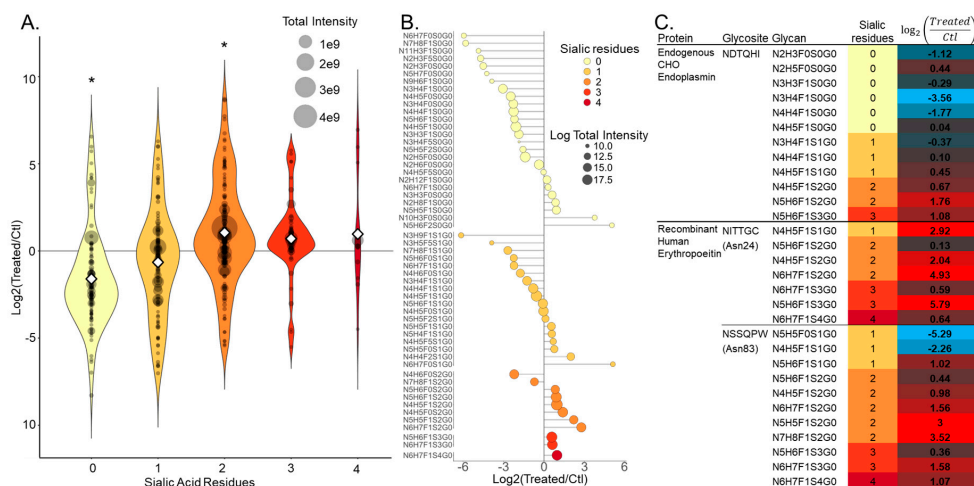 A.
Total Intensity
1e9
2e9
3e9
4e9
*
*
10
5
0
-5
10
Log2(Treated/Ctl)
0
1
2
3
4
Sialic Acid Residues
B.
N6H7F0S0G0
N7H8F1S0G0
N11H3F1S0G0
N2H3F5S0G0
N2H3F0S0G0
N5H7F0S0G0
N9H6F1S0G0
N3H4F1S0G0
N4H5F0S0G0
N3H4F0S0G0
N4H4F1S0G0
N5H6F1S0G0
N4H5F1S0G0
N3H3F1S0G0
N3H4F5S0G0
N5H5F2S0G0
N2H5F0S0G0
N2H6F0S0G0
N4H5F5S0G0
N2H12F1S0G0
N6H7F1S0G0
N3H3F0S0G0
N2H8F1S0G0
N5H5F1S0G0
N10H3F0S0G0
N5H6F2S0G0
N3H9F1S1G0
N3H5F5S1G0
N7H8F1S1G0
N5H6F0S1G0
N6H7F1S1G0
N4H6F0S1G0
N3H4F1S1G0
N4H4F1S1G0
N4H5F1S1G0
N5H6F1S1G0
N4H5F0S1G0
N5H5F2S1G0
N5H5F1S1G0
N5H4F1S1G0
N4H5F5S1G0
N5H5F0S1G0
N4H4F2S1G0
N6H7F0S1G0
N4H6F0S2G0
N7H8F1S2G0
N5H6F0S2G0
N5H6F1S2G0
N4H5F1S2G0
N4H5F0S2G0
N5H5F1S2G0
N6H7F1S2G0
N5H6F1S3G0
N6H7F1S3G0
N6H7F1S4G0
Sialic residues
0
1
2
3
4
Log Total Intensity
10.0
12.5
15.0
17.5
-6 -3 0 3 6
Log2(Treated/Ctl)
C.
Protein Glycosite Glycan Sialic residues log₂(Treated/Ctl)
Endogenous NDTQHI N2H3F0S0G0 0 -1.12
CHO N2H5F0S0G0 0 0.44
Endoplasmin N3H3F1S0G0 0 -0.29
N3H4F1S0G0 0 -3.56
N4H4F1S0G0 0 -1.77
N4H5F1S0G0 0 0.04
N3H4F1S1G0 1 -0.37
N4H4F1S1G0 1 0.10
N4H5F1S1G0 1 0.45
N4H5F1S2G0 2 0.67
N5H6F1S2G0 2 1.76
N5H6F1S3G0 3 1.08
Recombinant NITTGC N4H5F1S1G0 1 2.92
Human (Asn24) N5H6F1S2G0 2 0.13
Erythropoeitin N4H5F1S2G0 2 2.04
N6H7F1S2G0 2 4.93
N6H7F1S3G0 3 0.59
N5H6F1S3G0 3 5.79
N6H7F1S4G0 4 0.64
NSSQPW N5H5F0S1G0 1 -5.29
(Asn83) N4H5F1S1G0 1 -2.26
N5H6F1S1G0 1 1.02
N5H6F1S2G0 2 0.44
N4H5F1S2G0 2 0.98
N6H7F1S2G0 2 1.56
N5H5F1S2G0 2 3
N7H8F1S2G0 2 3.52
N5H6F1S3G0 3 0.36
N6H7F1S3G0 3 1.58
N6H7F1S4G0 4 1.07